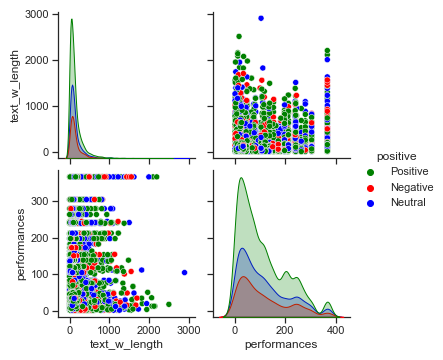 3000
2000
1000
0
text_w_length
positive
Positive
Negative
Neutral
300
200
100
0
performances
0 1000 2000 3000
text_w_length
0 200 400
performances